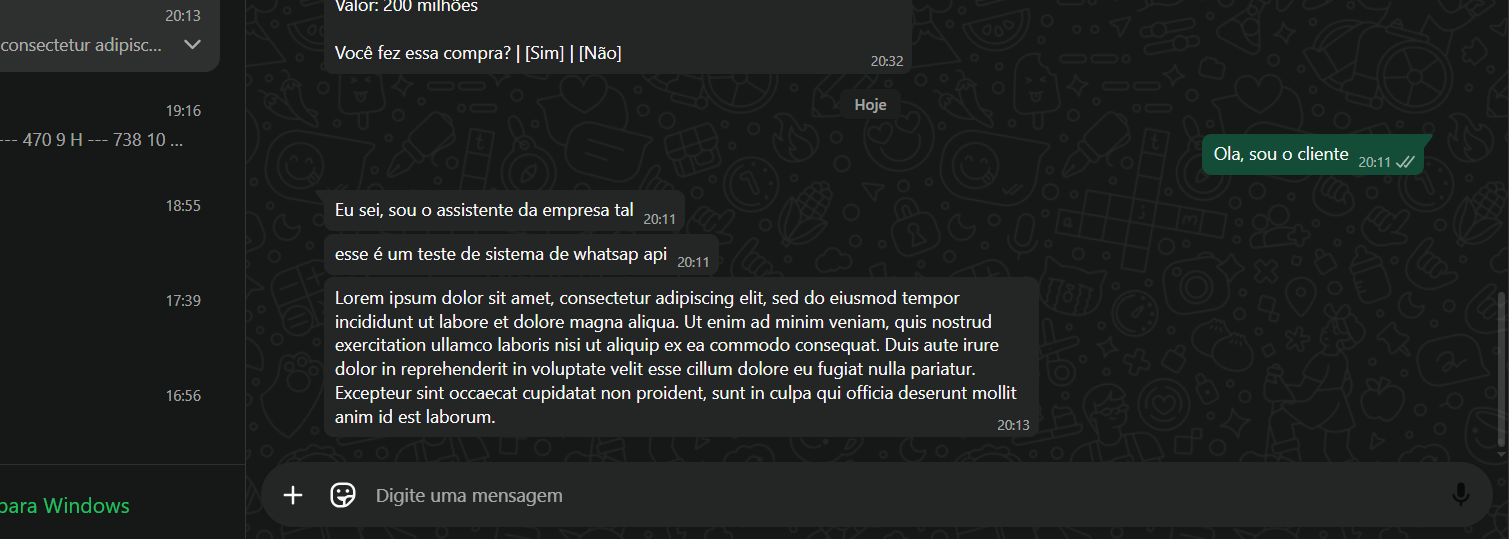 20:13
consectetur adipisc...
19:16
--- 470 9 H --- 738 10 ...
18:55
17:39
16:56
para Windows
Valor: 200 milhões
Você fez essa compra? | [Sim] | [Não]
20:32
Hoje
Ola, sou o cliente 20:11
Eu sei, sou o assistente da empresa tal 20:11
esse é um teste de sistema de whatsap api 20:11
Lorem ipsum dolor sit amet, consectetur adipiscing elit, sed do eiusmod tempor
incididunt ut labore et dolore magna aliqua. Ut enim ad minim veniam, quis nostrud
exercitation ullamco laboris nisi ut aliquip ex ea commodo consequat. Duis aute irure
dolor in reprehenderit in voluptate velit esse cillum dolore eu fugiat nulla pariatur.
Excepteur sint occaecat cupidatat non proident, sunt in culpa qui officia deserunt mollit
anim id est laborum.
20:13
Digite uma mensagem